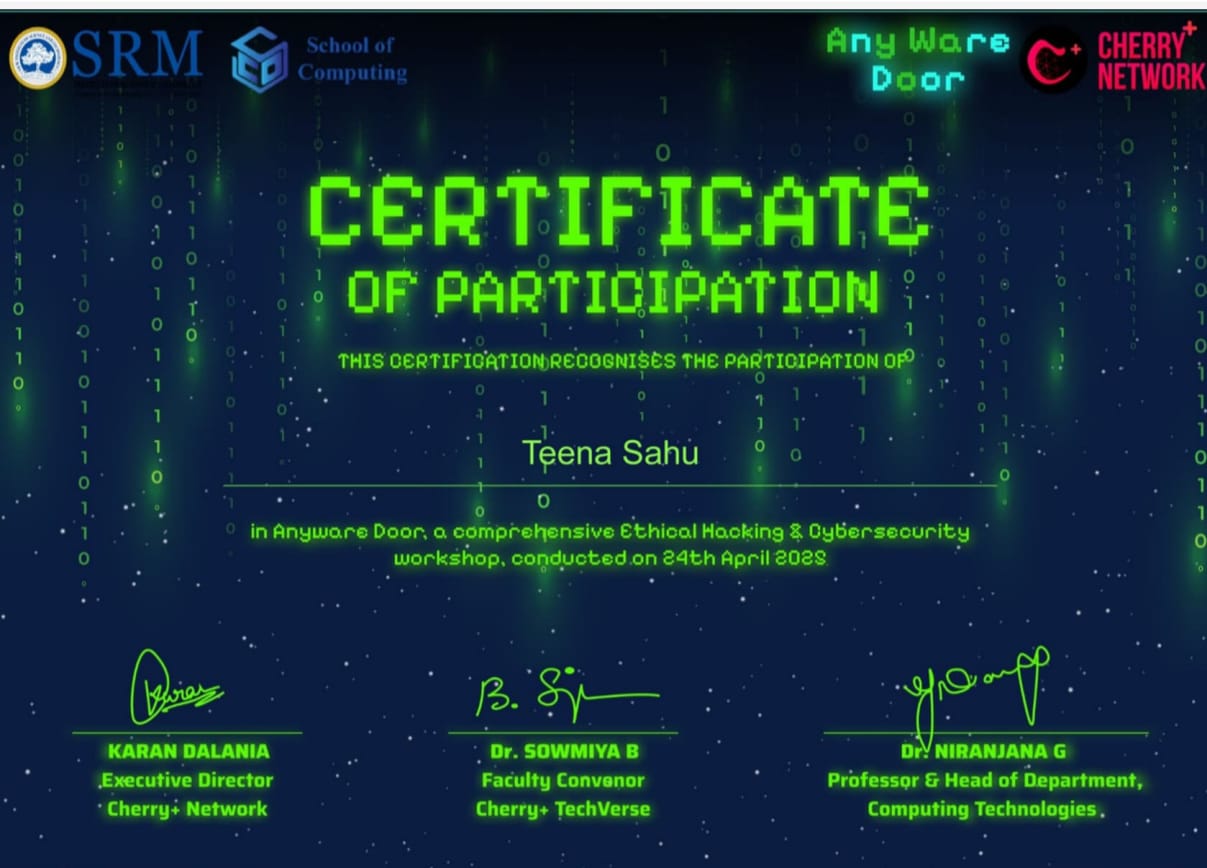 SRM
School of
Computing
Any Ware
Door
CHERRY+
NETWORK
CERTIFICATE
OF PARTICIPATION
THIS CERTIFICATION RECOGNISES THE PARTICIPATION OF
Teena Sahu
in Anyware Door, a comprehensive Ethical Hacking & Cybersecurity
workshop, conducted on 24th April
KARAN DALANIA
Executive Director
Cherry+ Network
Dr. SOWMIYA B
Faculty Convenor
Cherry+ TechVerse
Dr. NIRANJANA G
Professor & Head of Department,
Computing Technologies.